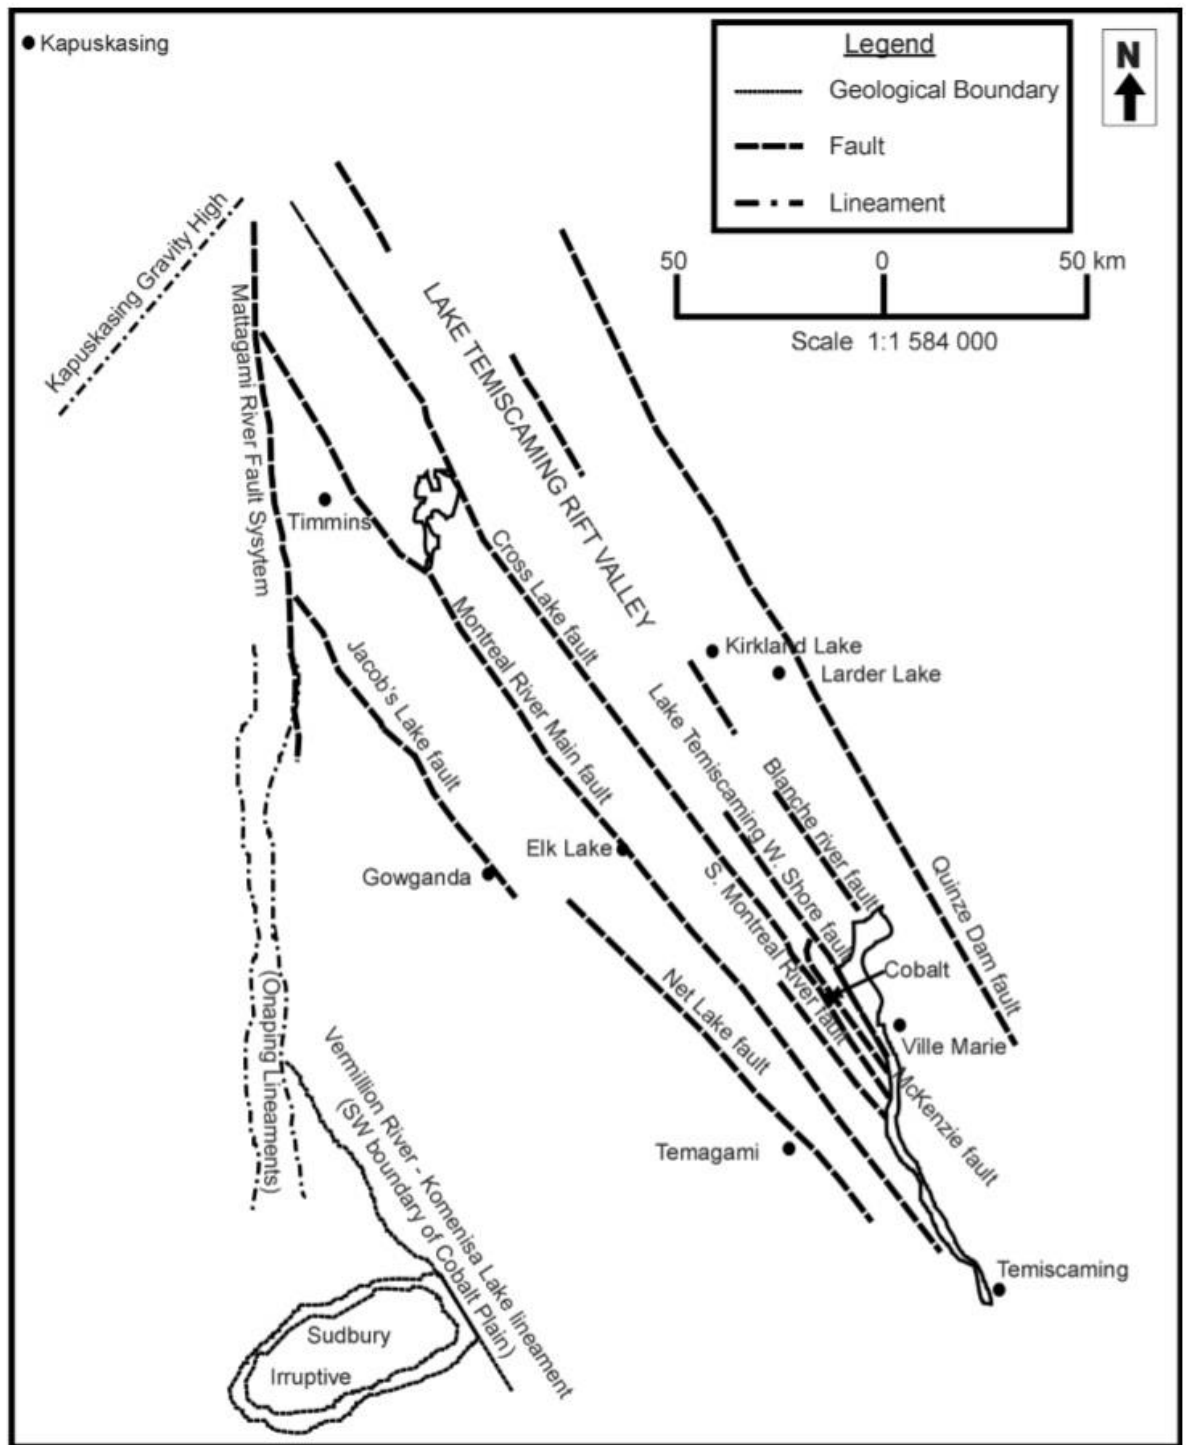 Kapuskasing
Legend
Geological Boundary
Fault
Lineament
N
50 0 50 km
Scale 1:1 584 000
Kapuskasing Gravity High
Mattagami River Fault Sysytem
LAKE TEMISCAMING RIFT VALLEY
Timmins
Cross Lake fault
Montreal River Main fault
Jacob's Lake fault
Kirkland Lake
Larder Lake
Lake Temiscaming W. Shore fault
Blanche river fault
Elk Lake
Gowganda
S. Montreal River fault
Quinze Dam fault
Cobalt
Net Lake fault
Ville Marie
McKenzie fault
(Onaping Lineaments)
Vermillion River - Komenisa Lake lineament
(SW boundary of Cobalt Plain)
Temagami
Temiscaming
Sudbury
Irruptive